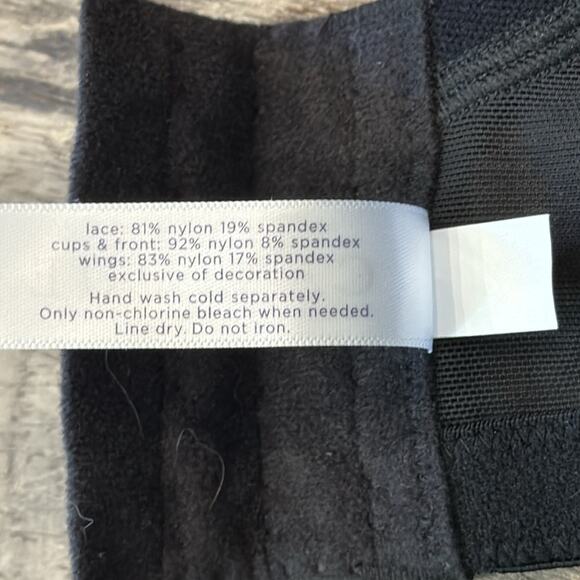 lace: 81% nylon 19% spandex
cups & front: 92% nylon 8% spandex
wings: 83% nylon 17% spandex
exclusive of decoration
Hand wash cold separately.
Only non-chlorine bleach when needed.
Line dry. Do not iron.